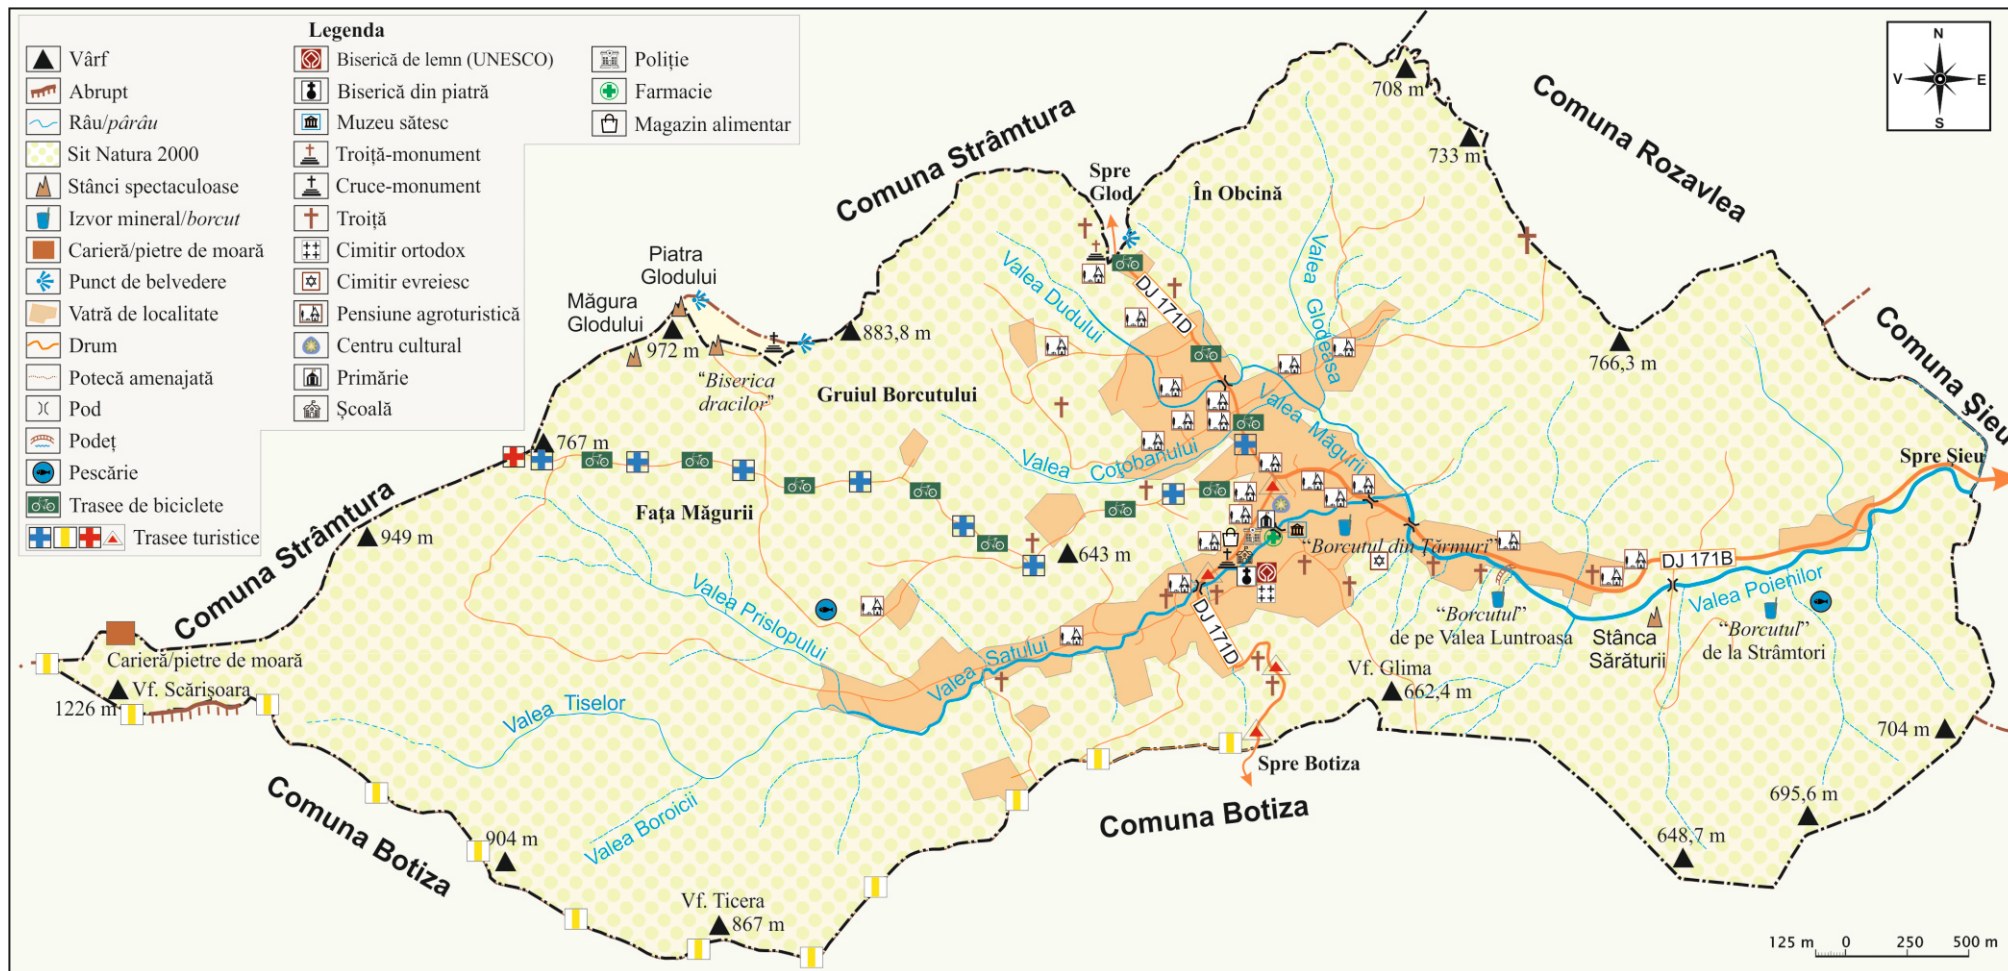 Legenda
Vârf
Abrupt
Râu/pârâu
Sit Natura 2000
Stânci spectaculoase
Izvor mineral/borcut
Carieră/pietre de moară
Punct de belvedere
Vatră de localitate
Drum
Potecă amenajată
Pod
Podeț
Pescărie
Trasee de biciclete
Trasee turistice
Biserică de lemn (UNESCO)
Biserică din piatră
Muzeu sătesc
Troiță-monument
Cruce-monument
Troiță
Cimitir ortodox
Cimitir evreiesc
Pensiune agroturistică
Centru cultural
Primărie
Școală
Poliție
Farmacie
Magazin alimentar
N
V
E
S
708 m
733 m
Comuna Rozavlea
Comuna Strâmtura
Spre
Glod
În Obcină
Piatra
Glodului
Măgura
Glodului
972 m
883,8 m
Valea Dudului
DJ 171D
Valea Glodeasa
766,3 m
Comuna Șieu
"Biserica
dracilor"
Gruiul Borcutului
Valea Măgurii
Valea Coțobanului
767 m
Spre Șieu
Comuna Strâmtura
949 m
Fața Măgurii
643 m
"Borcutul din Țărmuri"
DJ 171B
Valea Poienilor
Valea Prislopului
DJ 171D
"Borcutul"
de pe Valea Luntroasa
Stânca
Sărăturii
"Borcutul"
de la Strâmtori
Carieră/pietre de moară
Vf. Scărișoara
1226 m
Valea Satului
Valea Tiselor
Vf. Glima
662,4 m
704 m
Spre Botiza
Comuna Botiza
Comuna Botiza
Valea Boroicii
904 m
695,6 m
648,7 m
Vf. Ticera
867 m
125 m 0 250 500 m